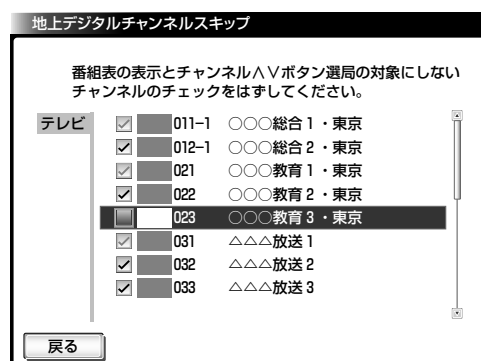 地上デジタルチャンネルスキップ
番組表の表示とチャンネル∧∨ボタン選局の対象にしない
チャンネルのチェックをはずしてください。
テレビ
011-1 ○○○総合1・東京
012-1 ○○○総合2・東京
021 ○○○教育1・東京
022 ○○○教育2・東京
023 ○○○教育3・東京
031 △△△放送1
032 △△△放送2
033 △△△放送3
戻る